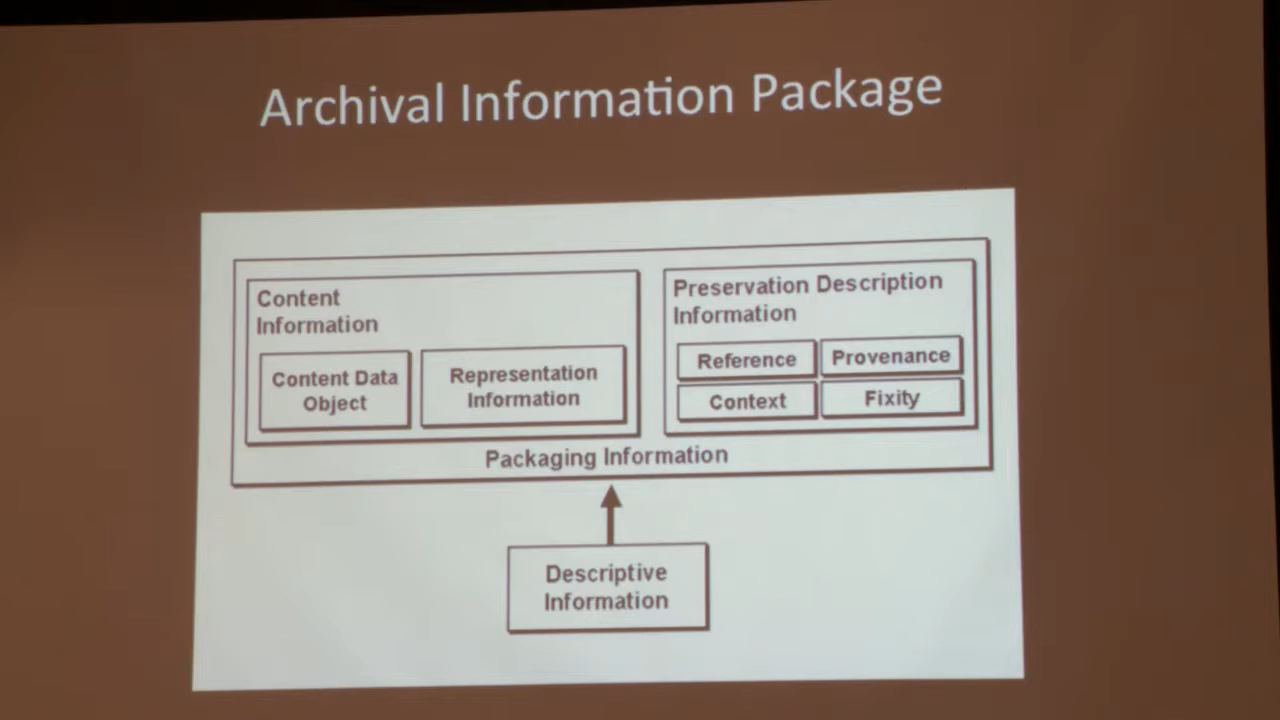 Archival Information Package
Content
Information
Content Data
Object
Representation
Information
Preservation Description
Information
Reference
Provenance
Context
Fixity
Packaging Information
Descriptive
Information